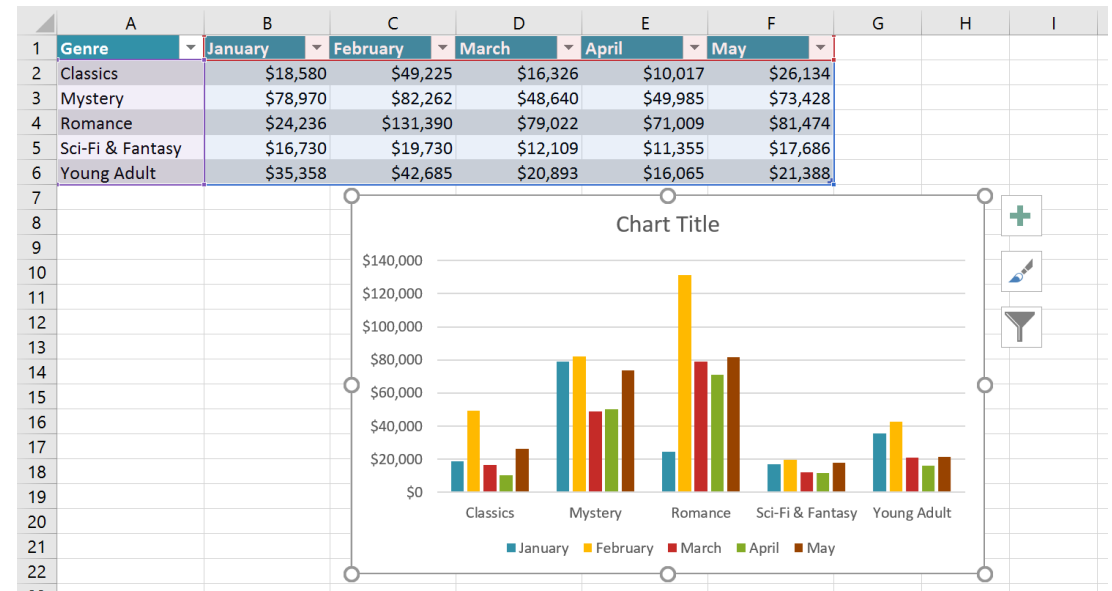 A B C D E F G H I
1 Genre January February March April May
2 Classics $18,580 $49,225 $16,326 $10,017 $26,134
3 Mystery $78,970 $82,262 $48,640 $49,985 $73,428
4 Romance $24,236 $131,390 $79,022 $71,009 $81,474
5 Sci-Fi & Fantasy $16,730 $19,730 $12,109 $11,355 $17,686
6 Young Adult $35,358 $42,685 $20,893 $16,065 $21,388
7
8 Chart Title
9
10 $140,000
11 $120,000
12 $100,000
13 $80,000
14
15 $60,000
16 $40,000
17 $20,000
18
19 $0
20 Classics Mystery Romance Sci-Fi & Fantasy Young Adult
21 January February March April May
22